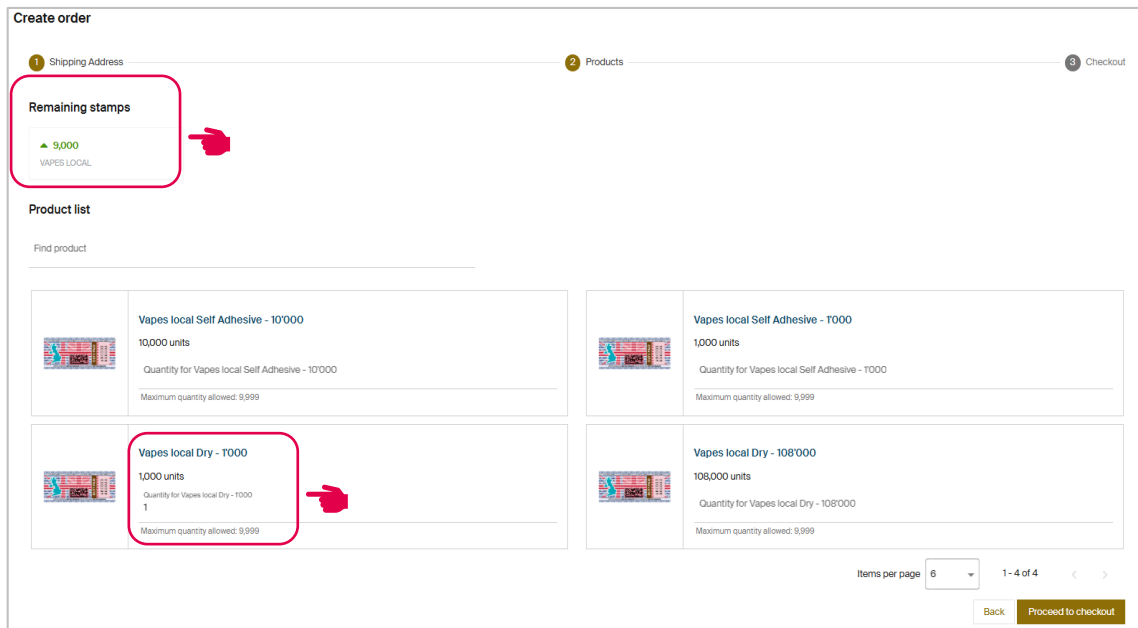 Create order
1 Shipping Address
2 Products
3 Checkout
Remaining stamps
9,000
VAPES LOCAL
Product list
Find product
Vapes local Self Adhesive - 10'000
10,000 units
Quantity for Vapes local Self Adhesive - 10'000
Maximum quantity allowed: 9,999
Vapes local Self Adhesive - 1'000
1,000 units
Quantity for Vapes local Self Adhesive - 1'000
Maximum quantity allowed: 9,999
Vapes local Dry - 1'000
1,000 units
Quantity for Vapes local Dry - 1'000
1
Maximum quantity allowed: 9,999
Vapes local Dry - 108'000
108,000 units
Quantity for Vapes local Dry - 108'000
Maximum quantity allowed: 9,999
Items per page 6 1 - 4 of 4
Back Proceed to checkout